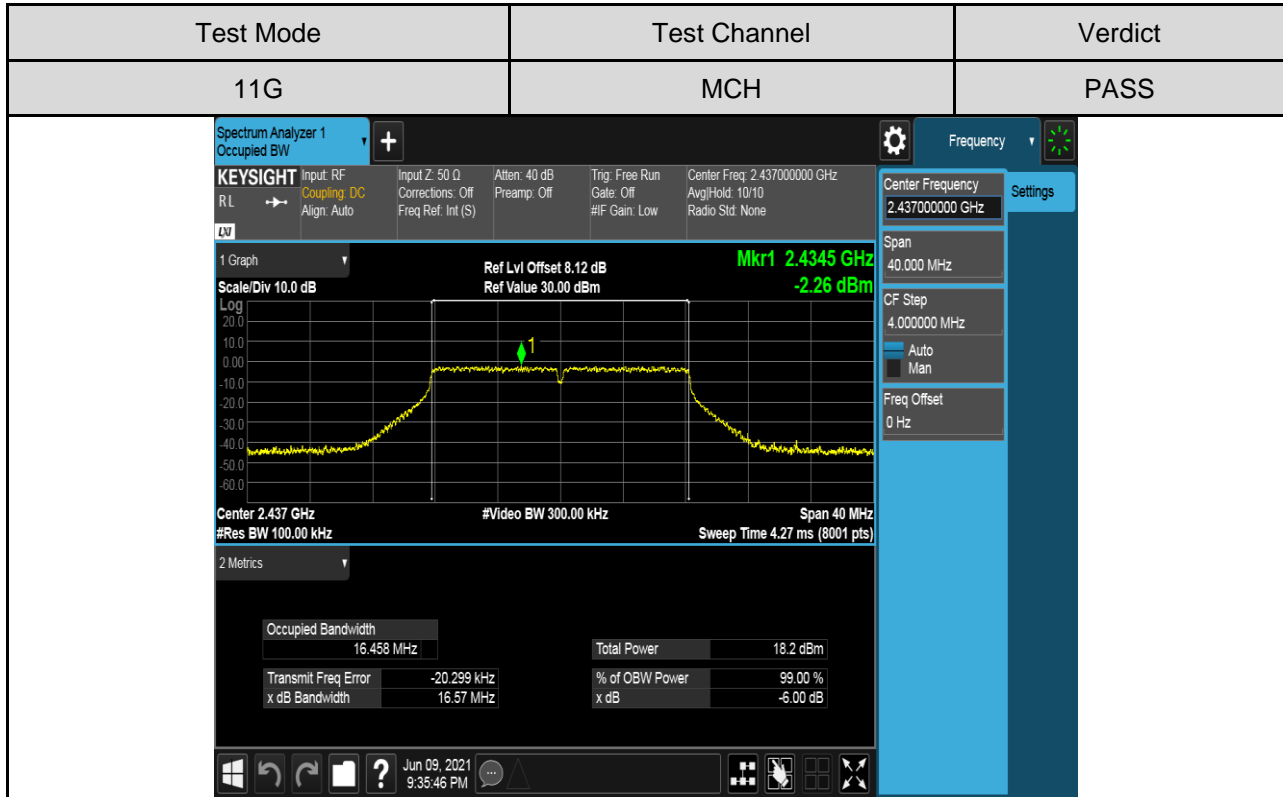 Test Mode Test Channel Verdict
11G MCH PASS
Spectrum Analyzer 1
Occupied BW
+
Frequency
KEYSIGHT
RL
LXI
Input: RF
Coupling: DC
Align: Auto
Input Z: 50 Ω
Corrections: Off
Freq Ref: Int (S)
Atten: 40 dB
Preamp: Off
Trig: Free Run
Gate: Off
#IF Gain: Low
Center Freq: 2.437000000 GHz
Avg|Hold: 10/10
Radio Std: None
Center Frequency
2.437000000 GHz
Settings
Span
40.000 MHz
CF Step
4.000000 MHz
Auto
Man
Freq Offset
0 Hz
1 Graph
Scale/Div 10.0 dB
Ref Lvl Offset 8.12 dB
Ref Value 30.00 dBm
Mkr1 2.4345 GHz
-2.26 dBm
Log
20.0
10.0
0.00
-10.0
-20.0
-30.0
-40.0
-50.0
-60.0
1
Center 2.437 GHz #Video BW 300.00 kHz Span 40 MHz
#Res BW 100.00 kHz Sweep Time 4.27 ms (8001 pts)
2 Metrics
Occupied Bandwidth
16.458 MHz
Total Power 18.2 dBm
Transmit Freq Error -20.299 kHz % of OBW Power 99.00 %
x dB Bandwidth 16.57 MHz x dB -6.00 dB
?
Jun 09, 2021
9:35:46 PM